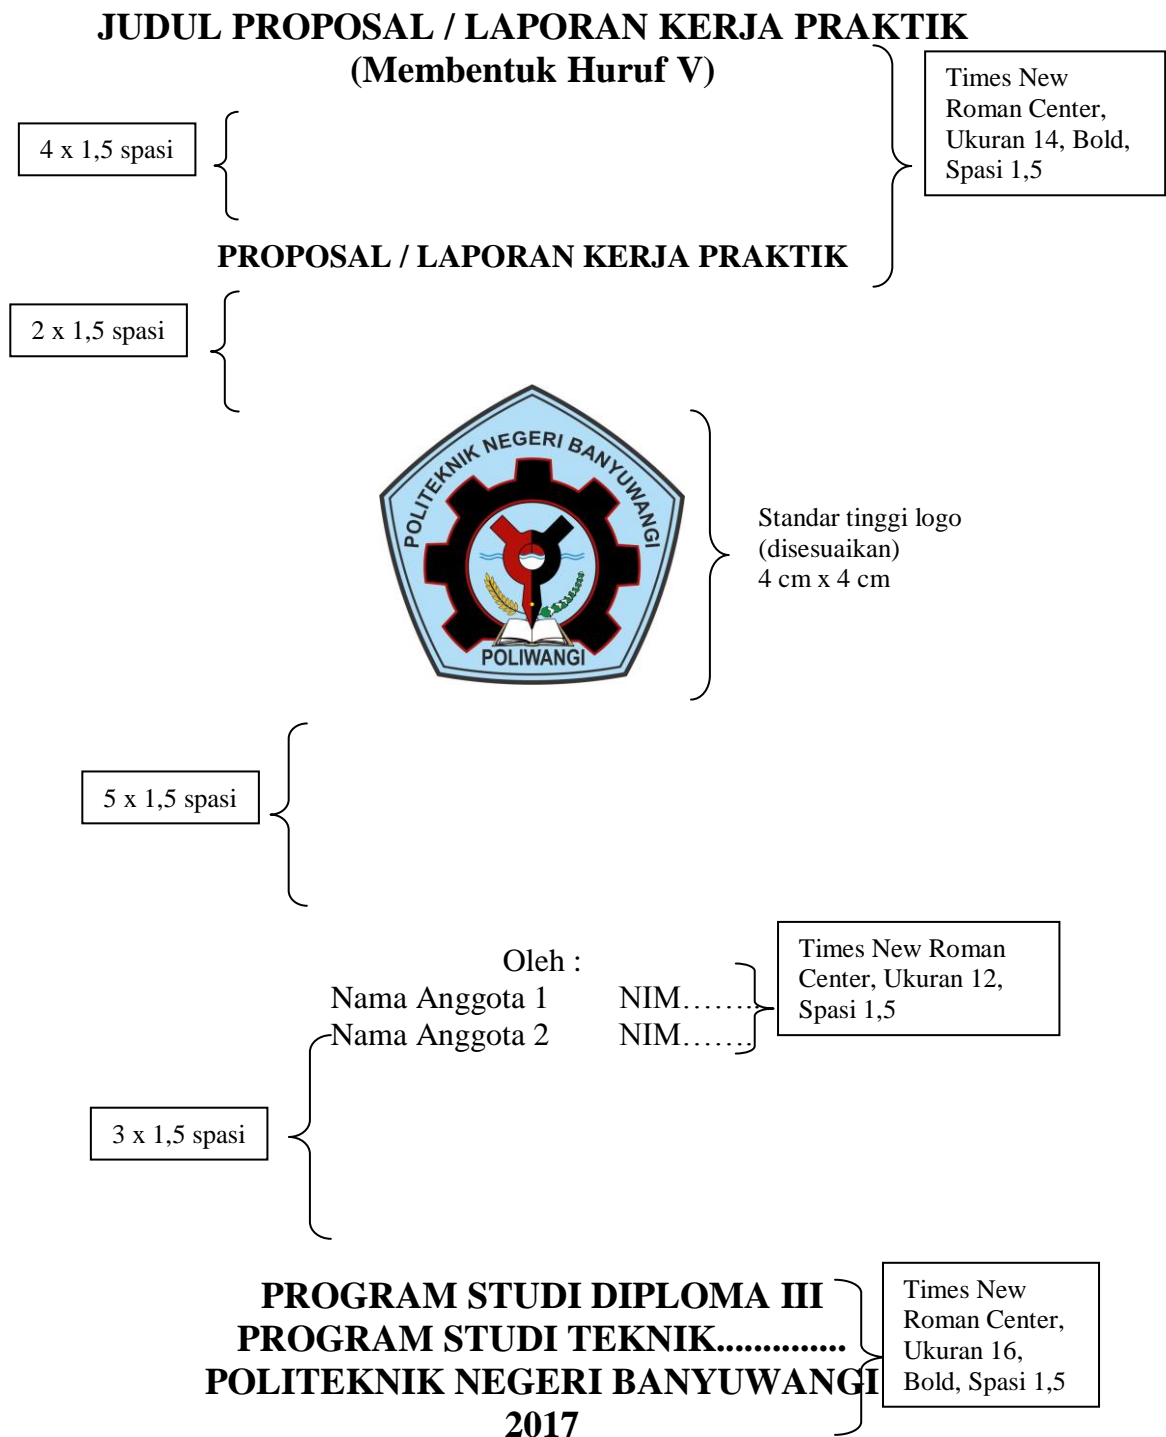 JUDUL PROPOSAL / LAPORAN KERJA PRAKTIK
(Membentuk Huruf V)
Times New
Roman Center,
Ukuran 14, Bold,
Spasi 1,5
4 x 1,5 spasi
PROPOSAL / LAPORAN KERJA PRAKTIK
2 x 1,5 spasi
POLITEKNIK NEGERI BANYUWANGI
POLIWANGI
Standar tinggi logo
(disesuaikan)
4 cm x 4 cm
5 x 1,5 spasi
Oleh :
Nama Anggota 1 NIM……..
Nama Anggota 2 NIM…….
Times New Roman
Center, Ukuran 12,
Spasi 1,5
3 x 1,5 spasi
PROGRAM STUDI DIPLOMA III
PROGRAM STUDI TEKNIK..............
POLITEKNIK NEGERI BANYUWANGI
2017
Times New
Roman Center,
Ukuran 16,
Bold, Spasi 1,5